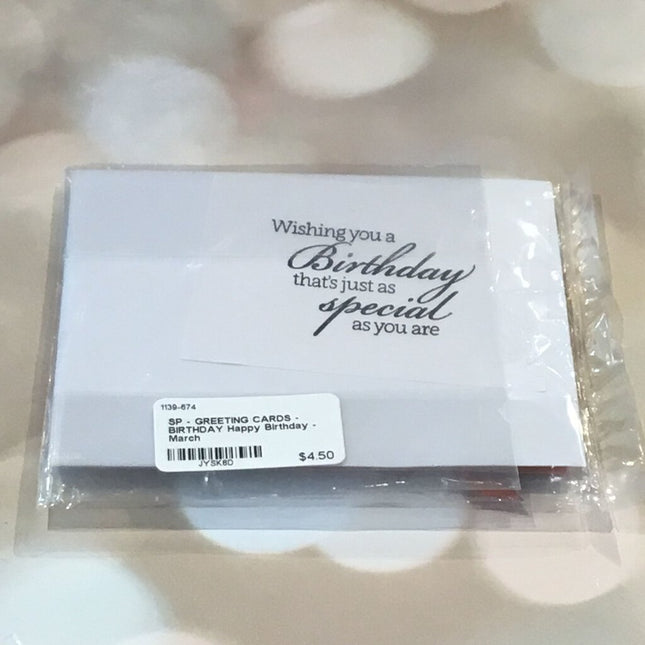 Wishing you a
Birthday
that's just as
special
as you are
1139-674
SP - GREETING CARDS -
BIRTHDAY Happy Birthday -
March
JYSK6D
$4.50